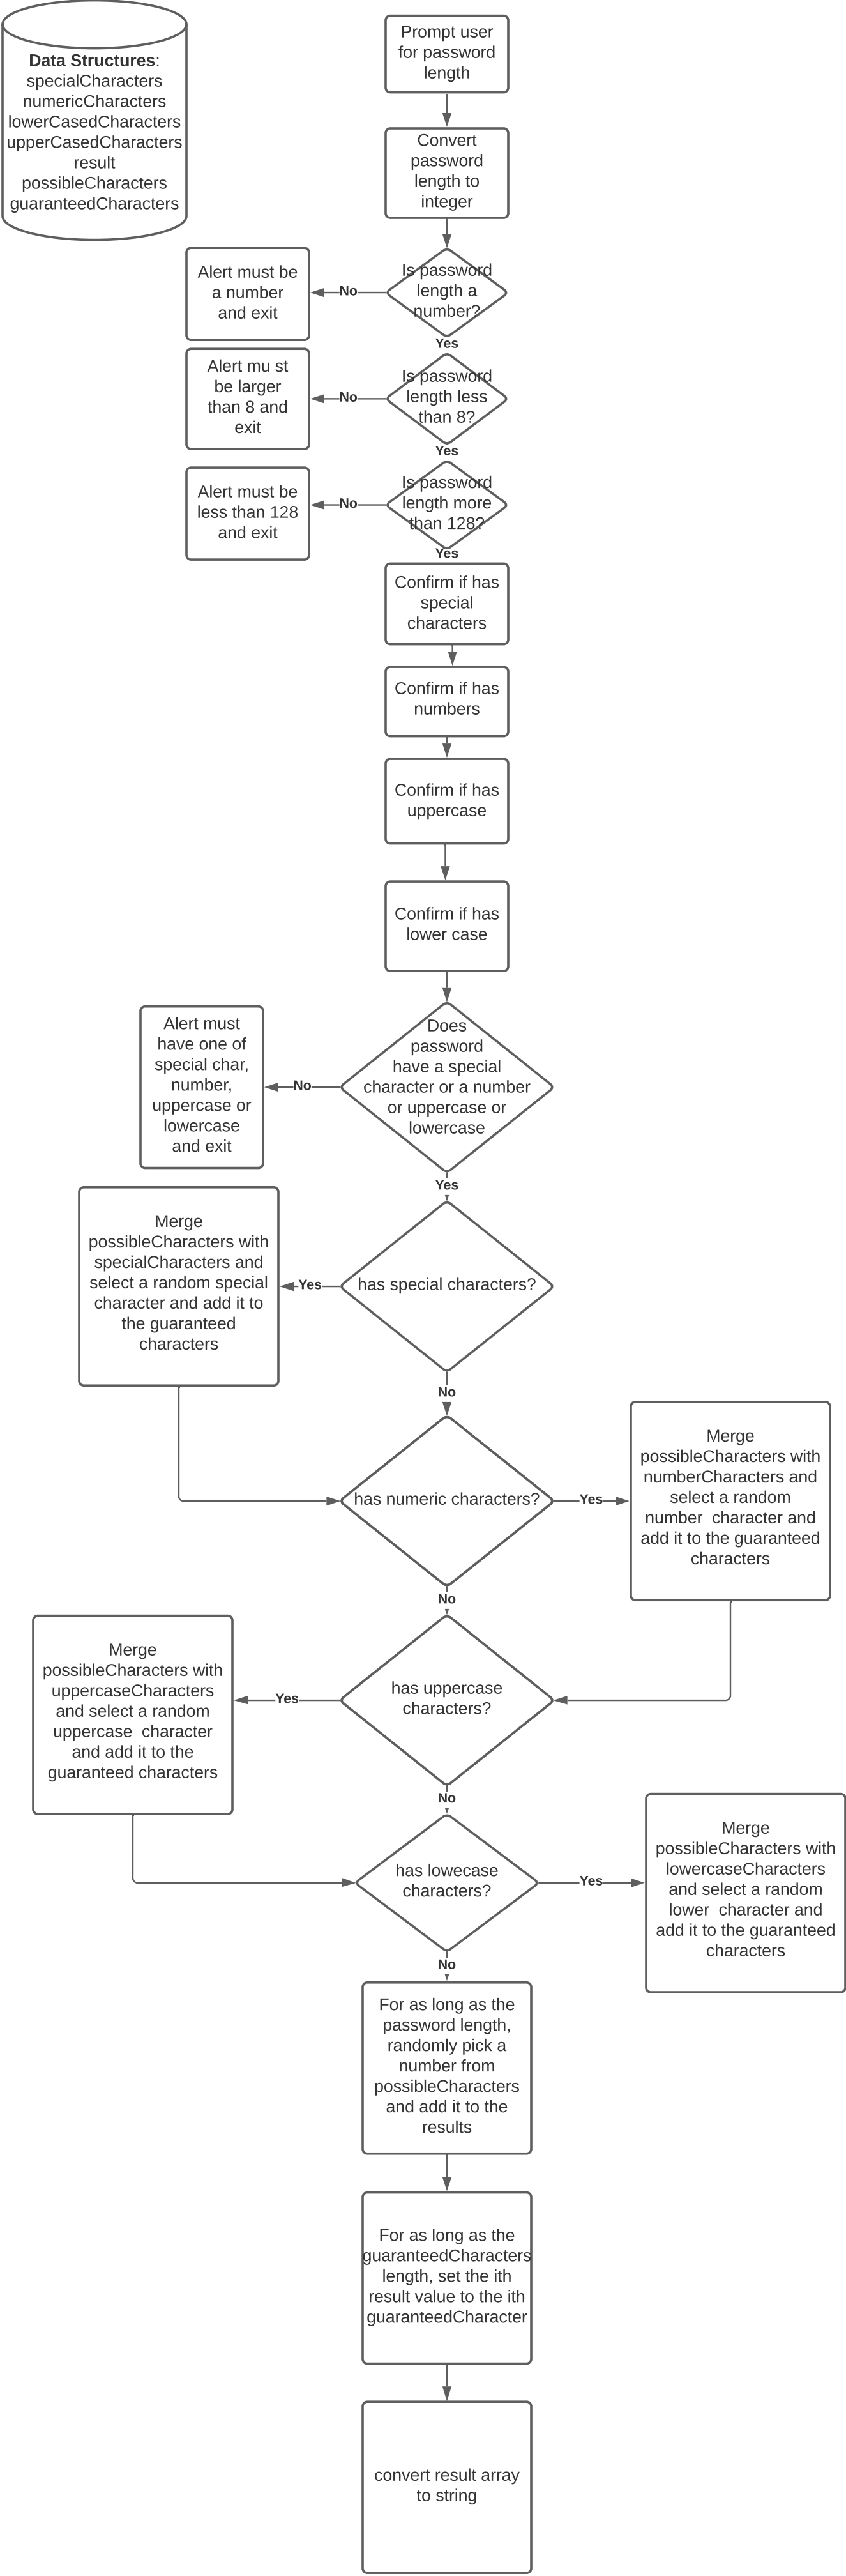 Data Structures:
specialCharacters
numericCharacters
lowerCasedCharacters
upperCasedCharacters
result
possibleCharacters
guaranteedCharacters
Prompt user
for password
length
Convert
password
length to
integer
Is password
length a
number?
No
Alert must be
a number
and exit
Yes
Is password
length less
than 8?
No
Alert mu st
be larger
than 8 and
exit
Yes
Is password
length more
than 128?
No
Alert must be
less than 128
and exit
Yes
Confirm if has
special
characters
Confirm if has
numbers
Confirm if has
uppercase
Confirm if has
lower case
Does
password
have a special
character or a number
or uppercase or
lowercase
No
Alert must
have one of
special char,
number,
uppercase or
lowercase
and exit
Yes
has special characters?
Yes
Merge
possibleCharacters with
specialCharacters and
select a random special
character and add it to
the guaranteed
characters
No
has numeric characters?
Yes
Merge
possibleCharacters with
numberCharacters and
select a random
number  character and
add it to the guaranteed
characters
No
has uppercase
characters?
Yes
Merge
possibleCharacters with
uppercaseCharacters
and select a random
uppercase  character
and add it to the
guaranteed characters
No
has lowecase
characters?
Yes
Merge
possibleCharacters with
lowercaseCharacters
and select a random
lower  character and
add it to the guaranteed
characters
No
For as long as the
password length,
randomly pick a
number from
possibleCharacters
and add it to the
results
For as long as the
guaranteedCharacters
length, set the ith
result value to the ith
guaranteedCharacter
convert result array
to string